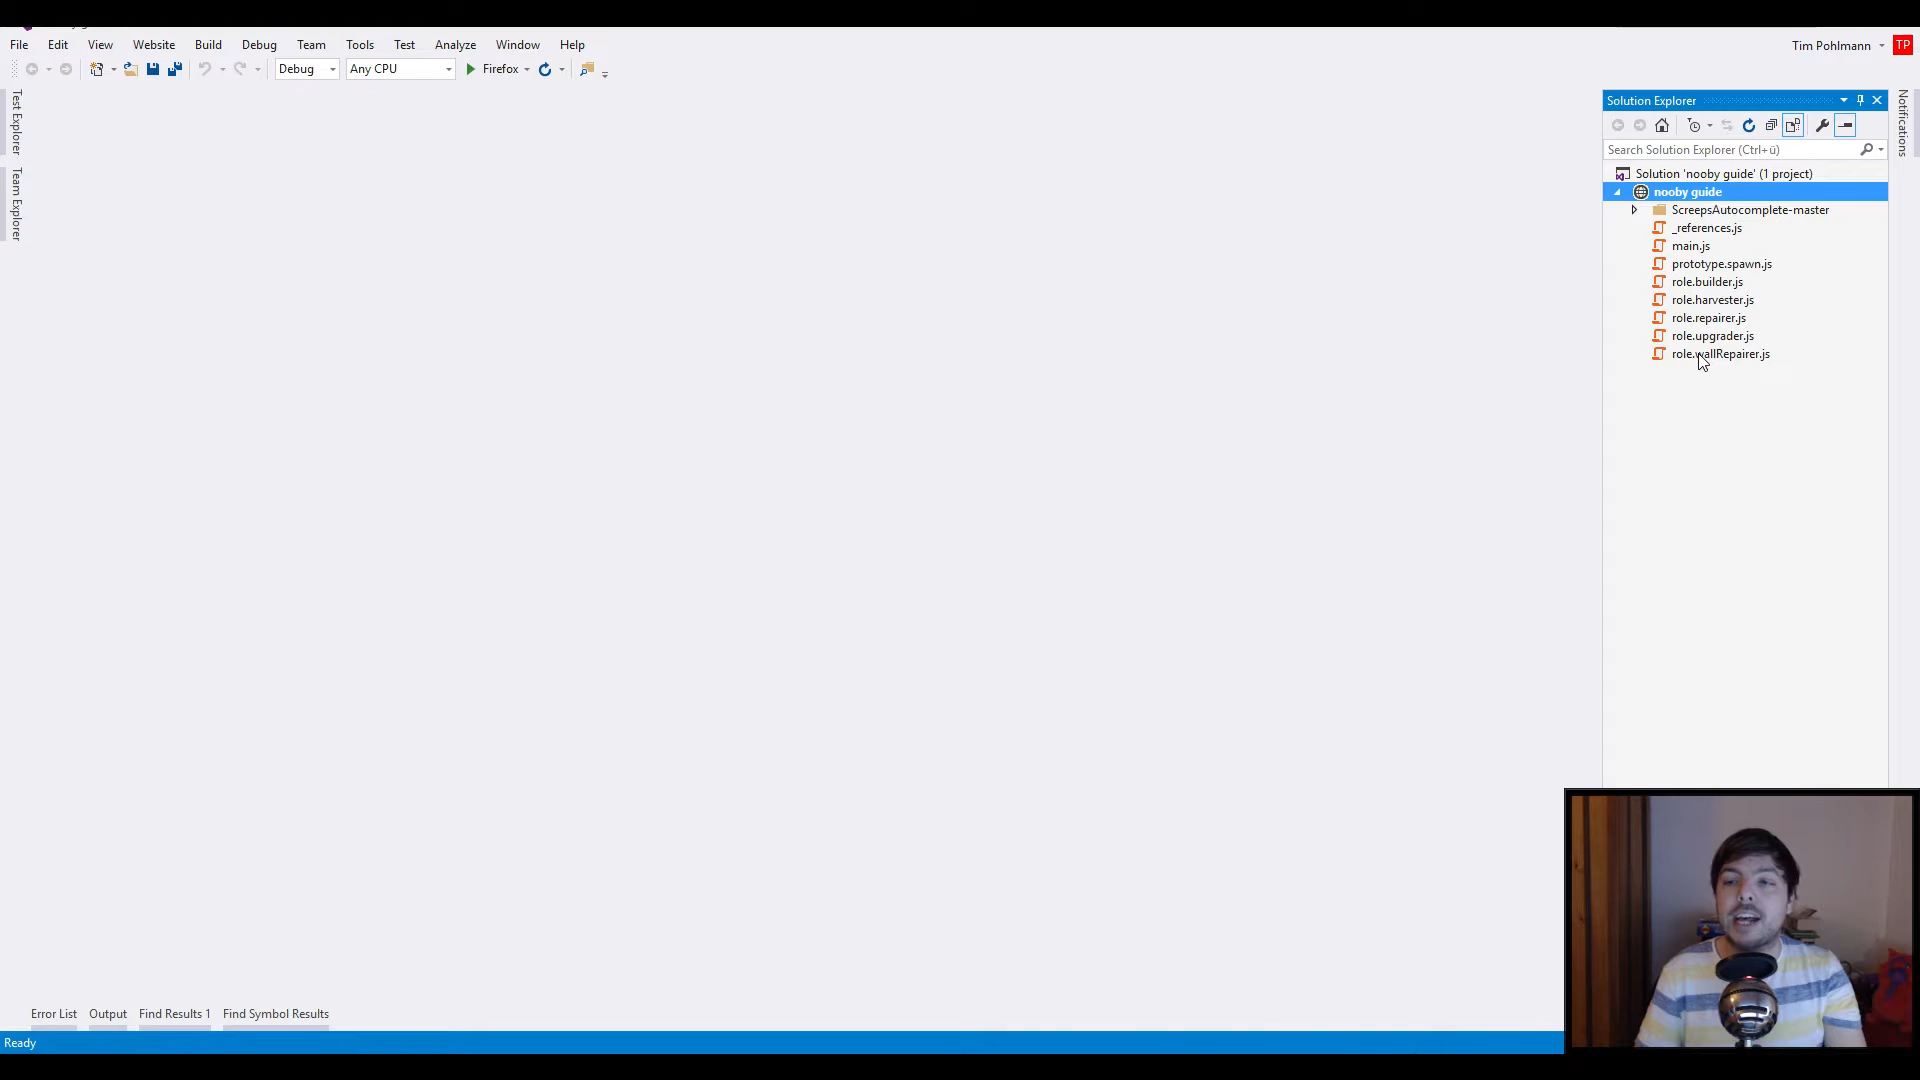 File Edit View Website Build Debug Team Tools Test Analyze Window Help
Tim Pohlmann TP
Debug Any CPU Firefox
Test Explorer
Team Explorer
Notifications
Solution Explorer
Search Solution Explorer (Ctrl+ü)
Solution 'nooby guide' (1 project)
nooby guide
ScreepsAutocomplete-master
_references.js
main.js
prototype.spawn.js
role.builder.js
role.harvester.js
role.repairer.js
role.upgrader.js
role.wallRepairer.js
Error List Output Find Results 1 Find Symbol Results
Ready